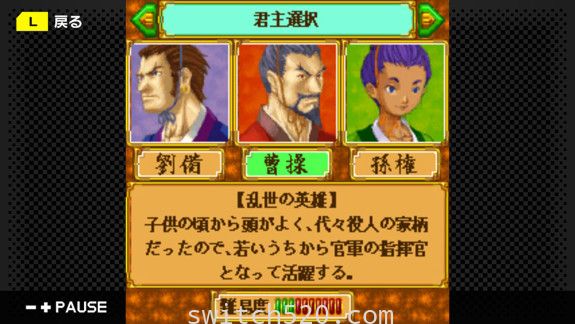 L 戻る
君主選択
劉備
曹操
孫権
【乱世の英雄】
子供の頃から頭がよく、代々役人の家柄
だったので、若いうちから官軍の指揮官
となって活躍する。
難易度
-+PAUSE
switch520.com